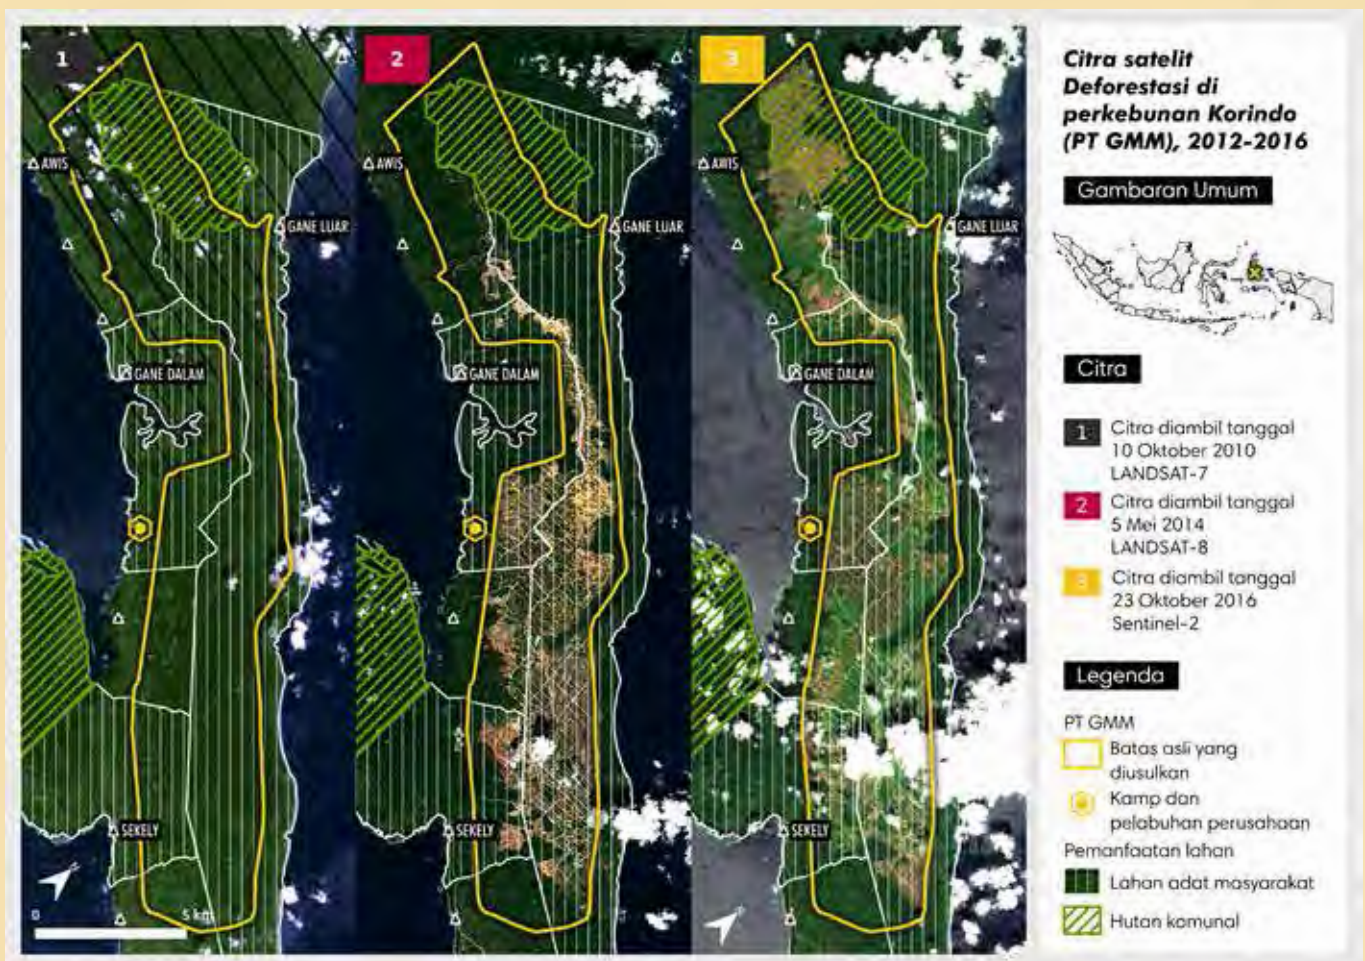 1
AWIS
GANE LUAR
GANE DALAM
SEKELY
0
5 km
2
AWIS
GANE LUAR
GANE DALAM
SEKELY
3
AWIS
GANE LUAR
GANE DALAM
SEKELY
Citra satelit
Deforestasi di
perkebunan Korindo
(PT GMM), 2012-2016
Gambaran Umum
Citra
1
Citra diambil tanggal
10 Oktober 2010
LANDSAT-7
2
Citra diambil tanggal
5 Mei 2014
LANDSAT-8
3
Citra diambil tanggal
23 Oktober 2016
Sentinel-2
Legenda
PT GMM
Batas asli yang
diusulkan
Kamp dan
pelabuhan perusahaan
Pemanfaatan lahan
Lahan adat masyarakat
Hutan komunal